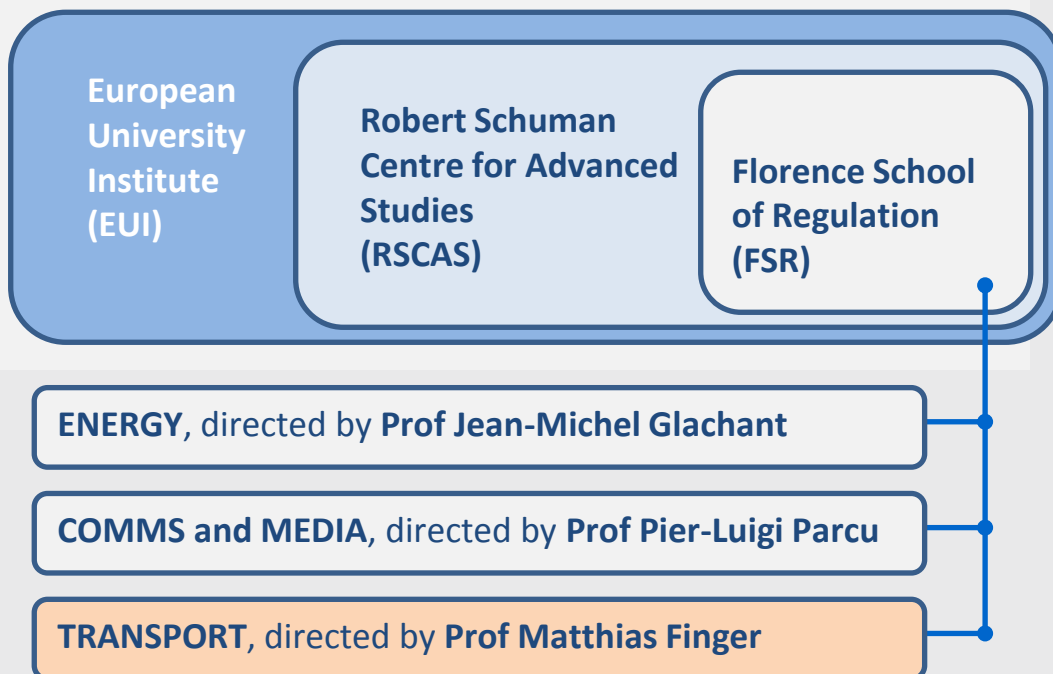 European
University
Institute
(EUI)
Robert Schuman
Centre for Advanced
Studies
(RSCAS)
Florence School
of Regulation
(FSR)
ENERGY, directed by Prof Jean-Michel Glachant
COMMS and MEDIA, directed by Prof Pier-Luigi Parcu
TRANSPORT, directed by Prof Matthias Finger